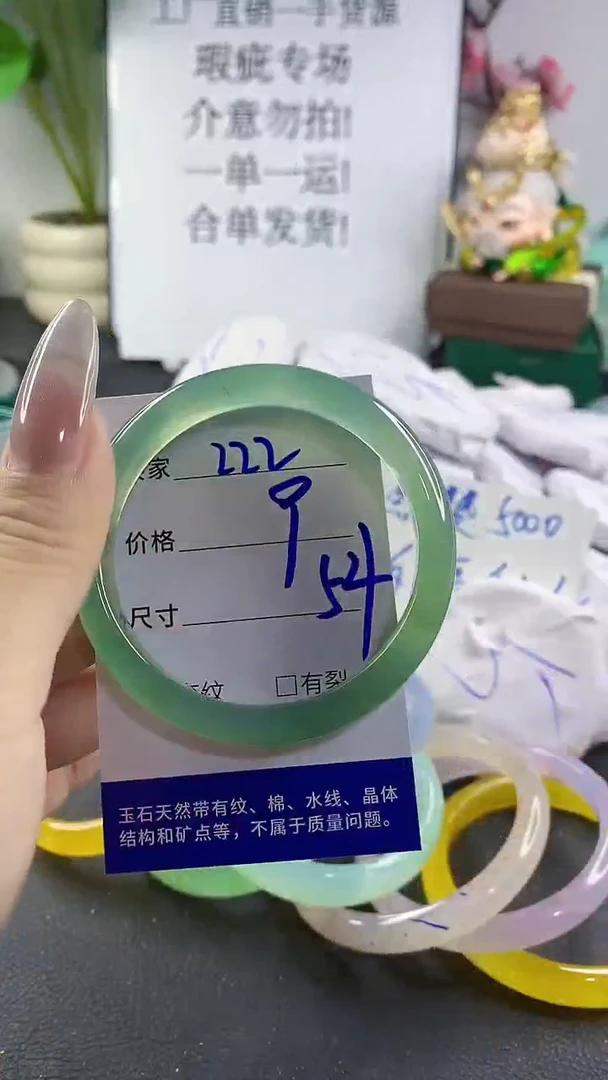 工厂直销一手货源
瑕疵专场
介意勿拍!
一单一运!
合单发货!
家 222
价格 9
尺寸 54
纹 □有裂
5000
玉石天然带有纹、棉、水线、晶体
结构和矿点等，不属于质量问题。